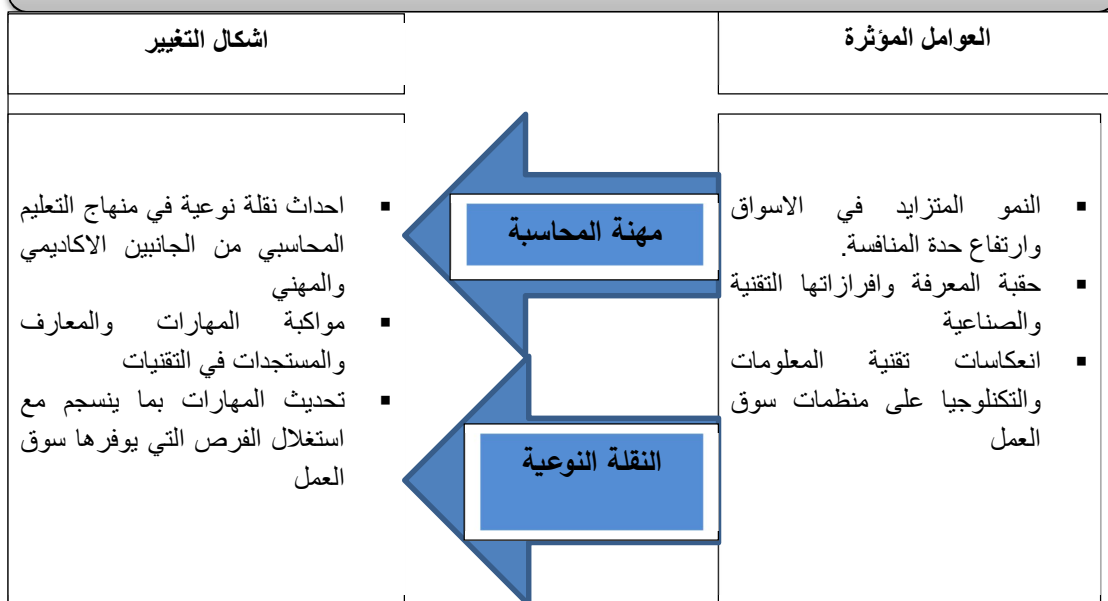 العوامل المؤثرة
اشكال التغيير
▪ النمو المتزايد في الاسواق
وارتفاع حدة المنافسة.
▪ حقبة المعرفة وافرازاتها التقنية
والصناعية
▪ انعكاسات تقنية المعلومات
والتكنلوجيا على منظمات سوق
العمل
مهنة المحاسبة
النقلة النوعية
▪ احداث نقلة نوعية في منهاج التعليم
المحاسبي من الجانبين الاكاديمي
والمهني
▪ مواكبة المهارات والمعارف
والمستجدات في التقنيات
▪ تحديث المهارات بما ينسجم مع
استغلال الفرص التي يوفرها سوق
العمل